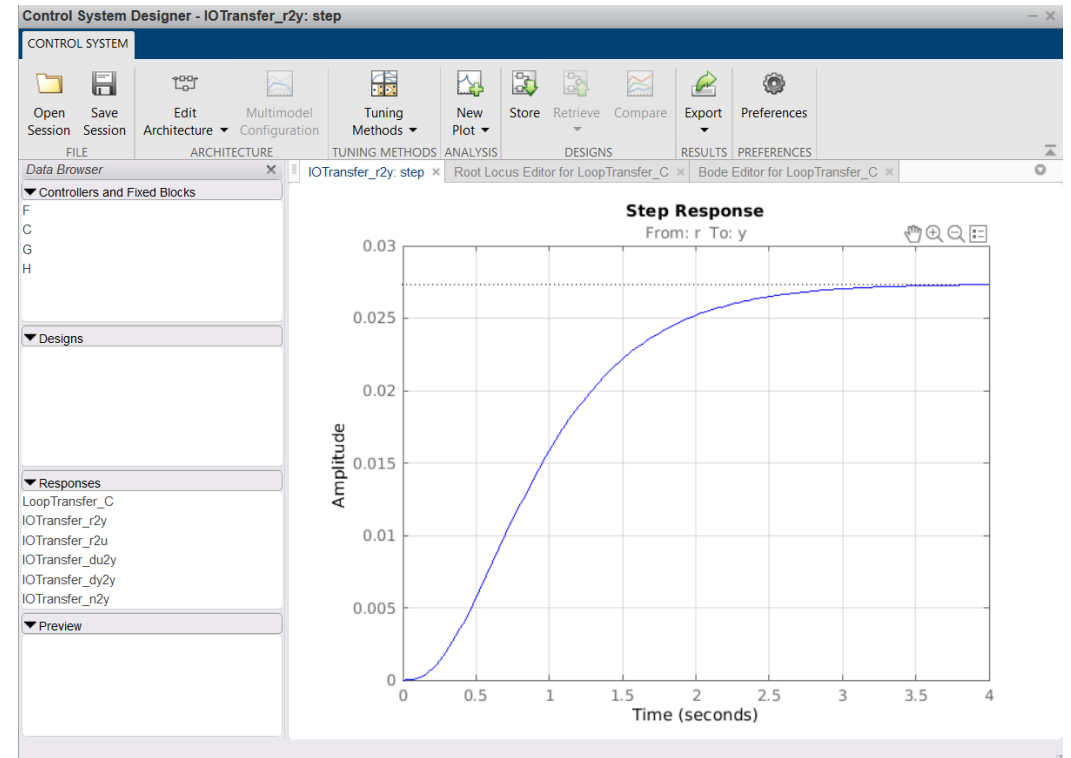 Control System Designer - IOTransfer_r2y: step
CONTROL SYSTEM
Open Session
Save Session
Edit Architecture
Multimodel Configuration
Tuning Methods
New Plot
Store
Retrieve
Compare
Export
Preferences
FILE
ARCHITECTURE
TUNING METHODS
ANALYSIS
DESIGNS
RESULTS
PREFERENCES
Data Browser
Controllers and Fixed Blocks
F
C
G
H
Designs
Responses
LoopTransfer_C
IOTransfer_r2y
IOTransfer_r2u
IOTransfer_du2y
IOTransfer_dy2y
IOTransfer_n2y
Preview
IOTransfer_r2y: step
Root Locus Editor for LoopTransfer_C
Bode Editor for LoopTransfer_C
Step Response
From: r To: y
Amplitude
0.03
0.025
0.02
0.015
0.01
0.005
0
0 0.5 1 1.5 2 2.5 3 3.5 4
Time (seconds)